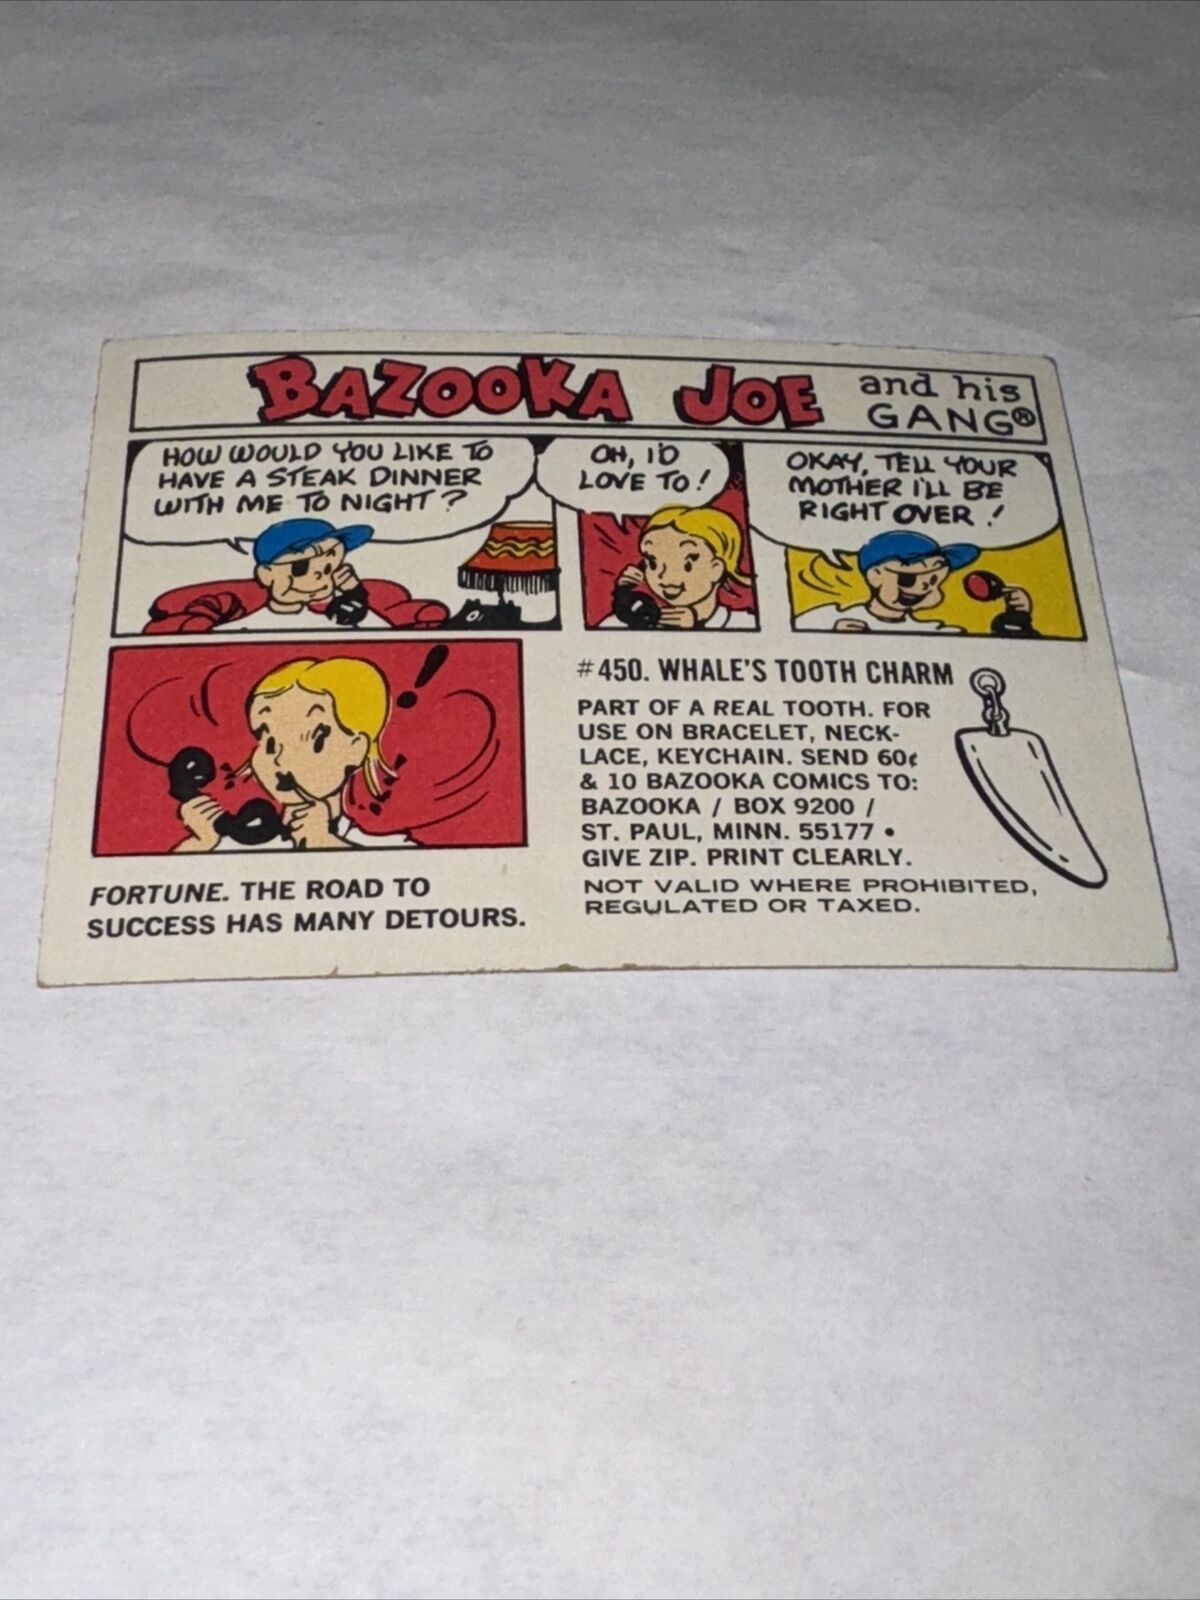 BAZOOKA JOE and his
GANG®
HOW WOULD YOU LIKE TO
HAVE A STEAK DINNER
WITH ME TO NIGHT?
OH, I'D
LOVE TO!
OKAY, TELL YOUR
MOTHER I'LL BE
RIGHT OVER!
!
FORTUNE. THE ROAD TO
SUCCESS HAS MANY DETOURS.
#450. WHALE'S TOOTH CHARM
PART OF A REAL TOOTH. FOR
USE ON BRACELET, NECK-
LACE, KEYCHAIN. SEND 60¢
& 10 BAZOOKA COMICS TO:
BAZOOKA / BOX 9200 /
ST. PAUL, MINN. 55177 •
GIVE ZIP. PRINT CLEARLY.
NOT VALID WHERE PROHIBITED,
REGULATED OR TAXED.